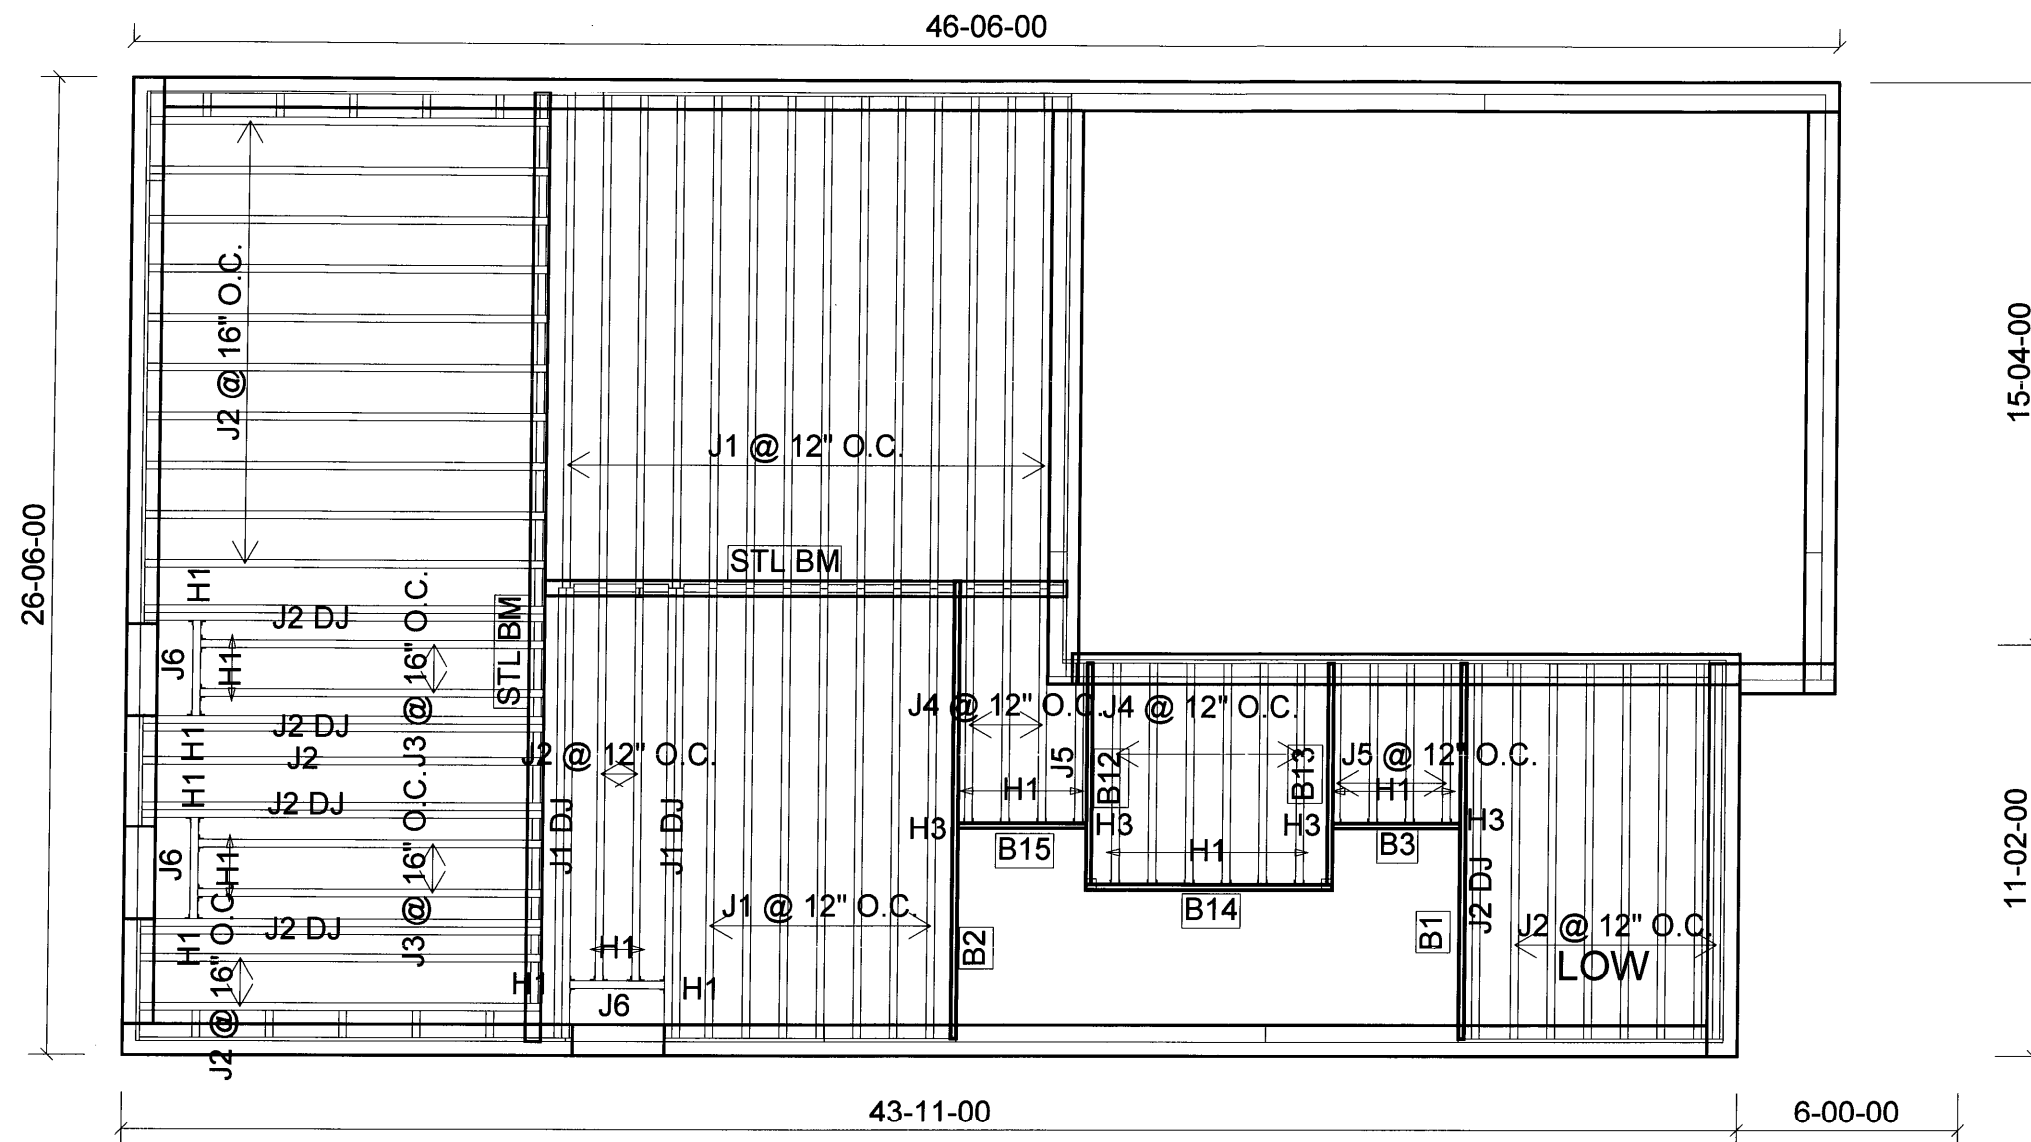 46-06-00
15-04-00
26-06-00
11-02-00
43-11-00
6-00-00
J2 @ 16" O.C.
J1 @ 12" O.C.
STL BM
STL BM
H1
J2 DJ
J6
H1
J3 @ 16" O.C.
J2 DJ
H1
J2
H1
J2 DJ
J6
H1
J3 @ 16" O.C.
J2 DJ
H1
J2 @ 16" O.C.
H1
J2 @ 12" O.C.
J1 DJ
J1 DJ
H1
J6
H1
J1 @ 12" O.C.
J4 @ 12" O.C.
J4 @ 12" O.C.
J5
B12
B13
J5 @ 12" O.C.
H1
H1
H3
H3
H3
H3
B15
H1
B3
B14
B2
B1
J2 DJ
J2 @ 12" O.C.
LOW